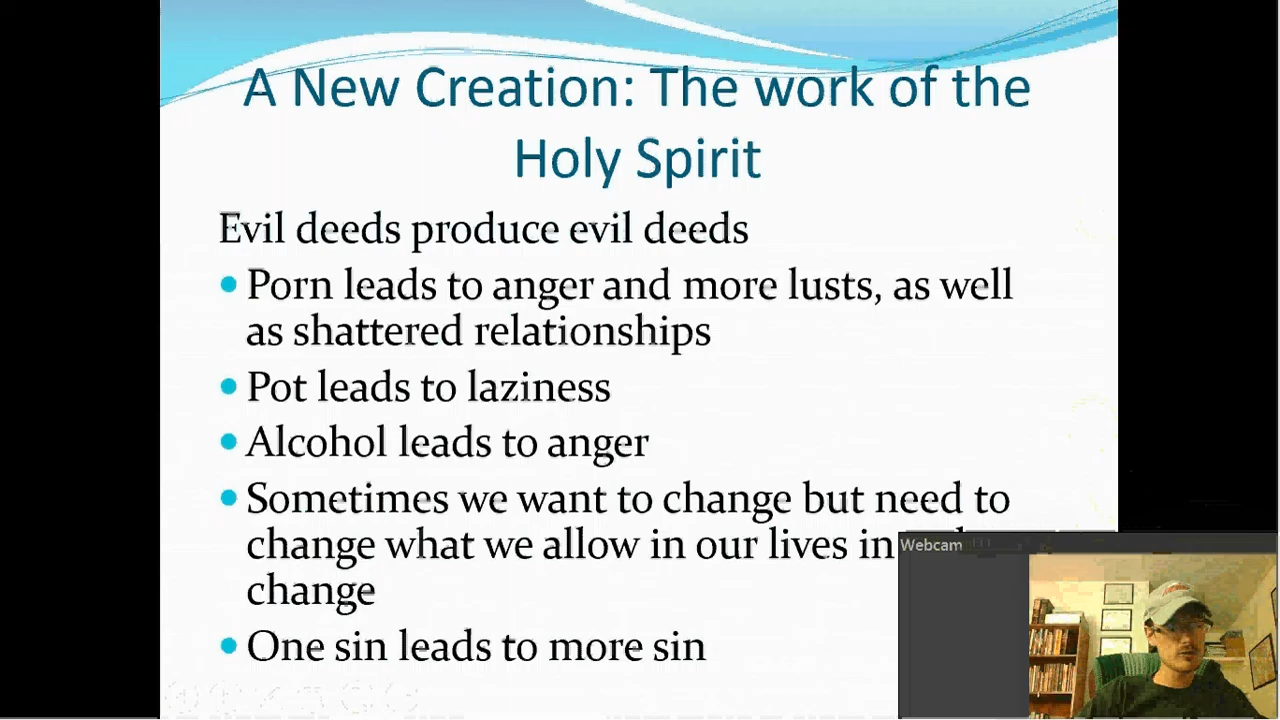 A New Creation: The work of the
Holy Spirit
Evil deeds produce evil deeds
• Porn leads to anger and more lusts, as well
as shattered relationships
• Pot leads to laziness
• Alcohol leads to anger
• Sometimes we want to change but need to
change what we allow in our lives in
change
• One sin leads to more sin
Webcam